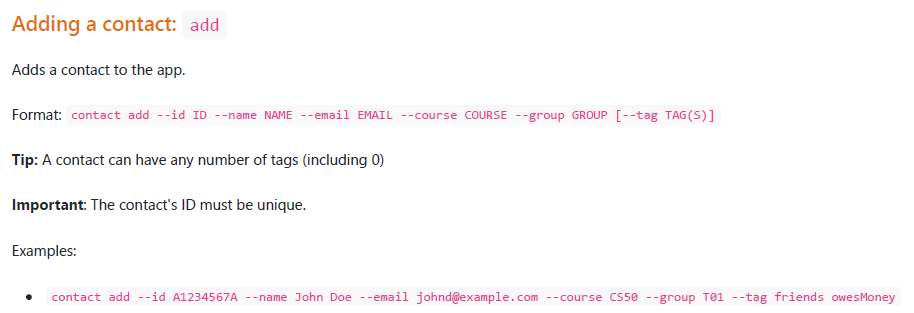 Adding a contact: add
Adds a contact to the app.
Format: contact add --id ID --name NAME --email EMAIL --course COURSE --group GROUP [--tag TAG(S)]
Tip: A contact can have any number of tags (including 0)
Important: The contact's ID must be unique.
Examples:
• contact add --id A1234567A --name John Doe --email johnd@example.com --course CS50 --group T01 --tag friends owesMoney